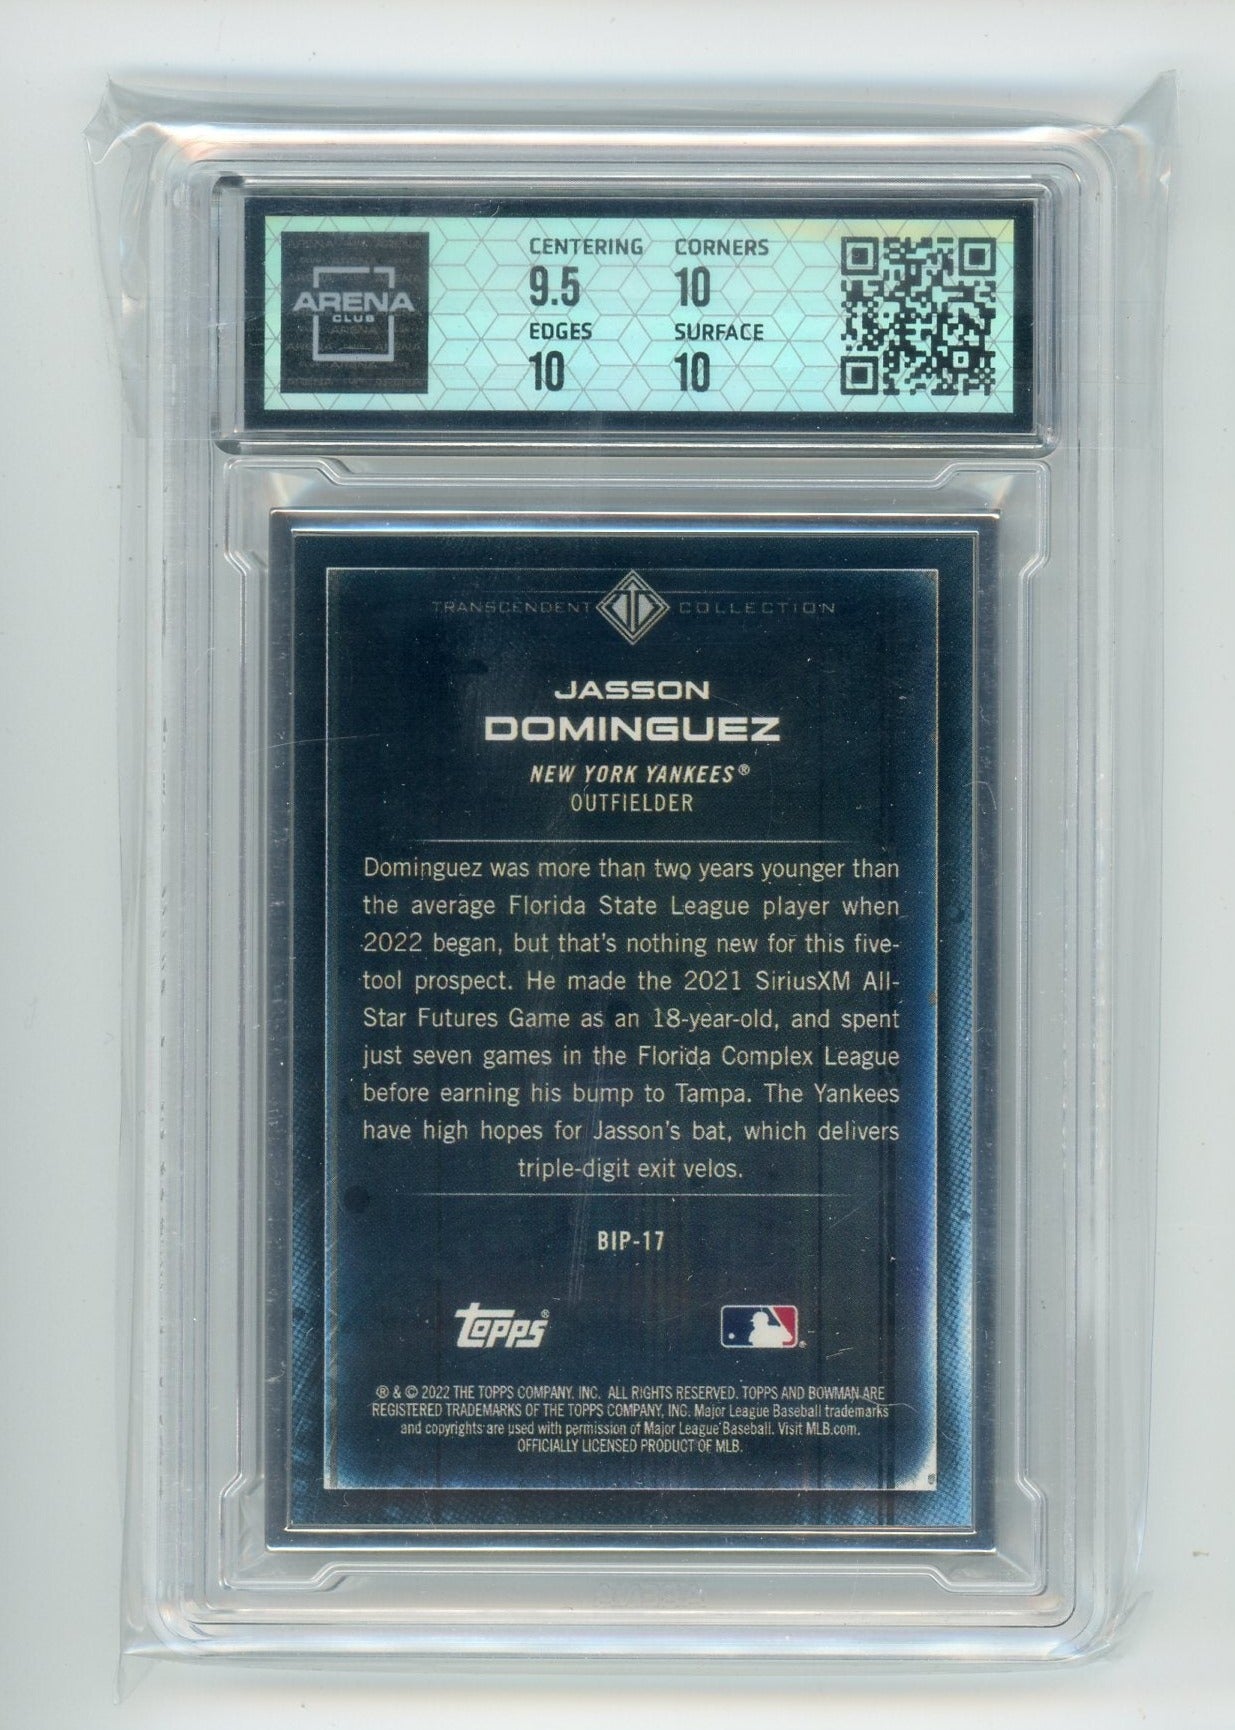 ARENA
CLUB
CENTERING CORNERS
9.5 10
EDGES SURFACE
10 10
TRANSCENDENT COLLECTION
JASSON
DOMINGUEZ
NEW YORK YANKEES®
OUTFIELDER
Dominguez was more than two years younger than
the average Florida State League player when
2022 began, but that's nothing new for this five-
tool prospect. He made the 2021 SiriusXM All-
Star Futures Game as an 18-year-old, and spent
just seven games in the Florida Complex League
before earning his bump to Tampa. The Yankees
have high hopes for Jasson's bat, which delivers
triple-digit exit velos.
BIP-17
Topps®
® & © 2022 THE TOPPS COMPANY, INC. ALL RIGHTS RESERVED. TOPPS AND BOWMAN ARE
REGISTERED TRADEMARKS OF THE TOPPS COMPANY, INC. Major League Baseball trademarks
and copyrights are used with permission of Major League Baseball. Visit MLB.com.
OFFICIALLY LICENSED PRODUCT OF MLB.